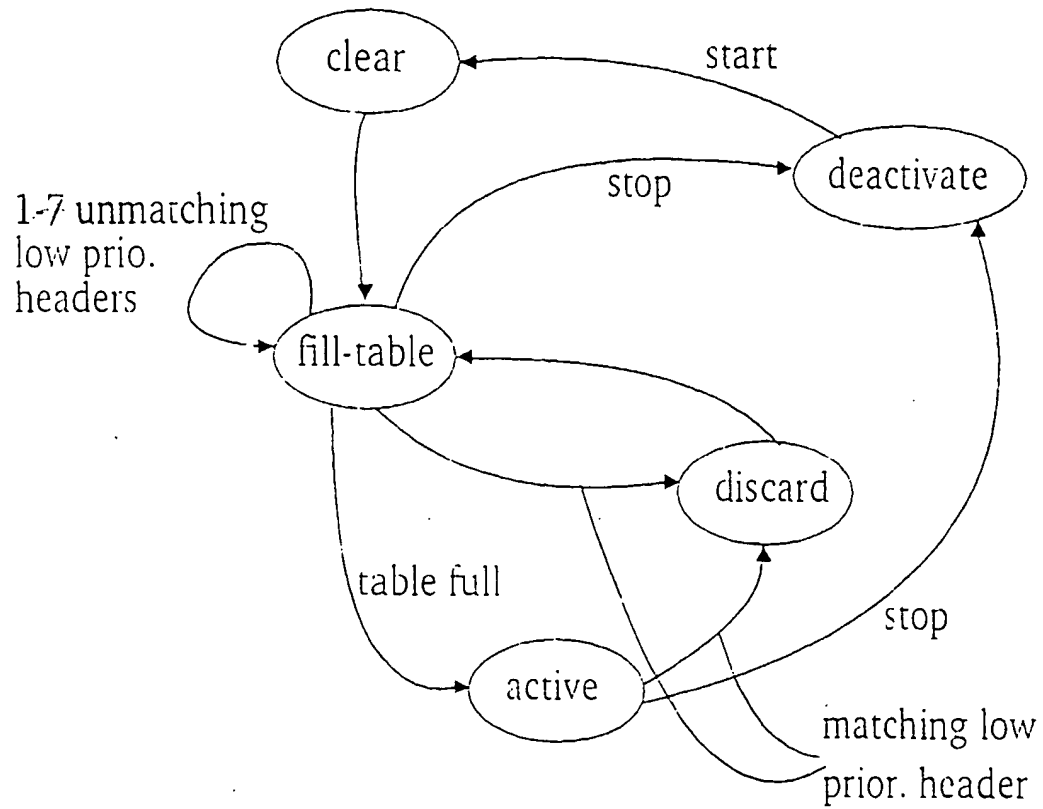 clear
start
deactivate
stop
1-7 unmatching
low prio.
headers
fill-table
discard
table full
stop
active
matching low
prior. header